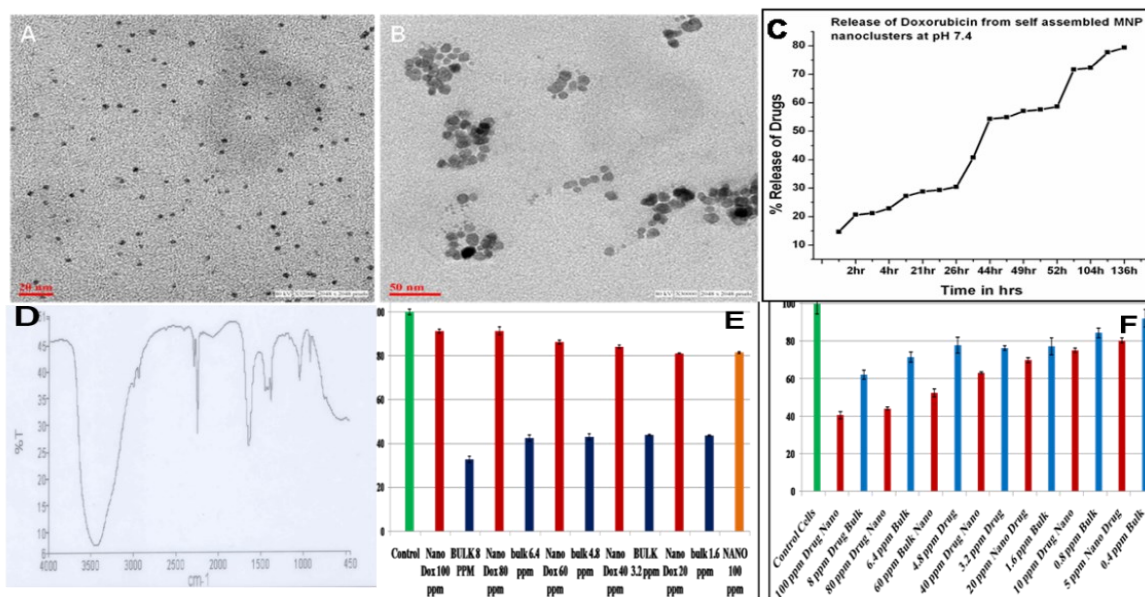 A
20 nm
B
50 nm
C
Release of Doxorubicin from self assembled MNP
nanoclusters at pH 7.4
% Release of Drugs
80
70
60
50
40
30
20
10
2hr 4hr 21hr 26hr 44hr 49hr 52h 104h 136h
Time in hrs
D
%T
45
40
35
30
25
20
15
10
4000 3500 3000 2500 2000 1500 1000 450
cm-1
E
80
60
40
20
0
Control Nano BULK 8 Nano bulk 6.4 Nano bulk 4.8 Nano BULK Nano bulk 1.6 NANO
Dox 100 PPM Dox 80 ppm Dox 60 ppm Dox 40 3.2 ppm Dox 20 ppm 100
ppm ppm ppm ppm ppm ppm
F
100
80
60
40
20
0
Control Cells
100 ppm Drug Nano
8 ppm Bulk
80 ppm Drug Nano
6.4 ppm Bulk
60 ppm Bulk Nano
4.8 ppm Drug
40 ppm Drug Nano
3.2 ppm Drug
20 ppm Nano Drug
1.6 ppm Bulk
10 ppm Drug Nano
0.8 ppm Bulk
5 ppm Nano Drug
0.4 ppm Bulk